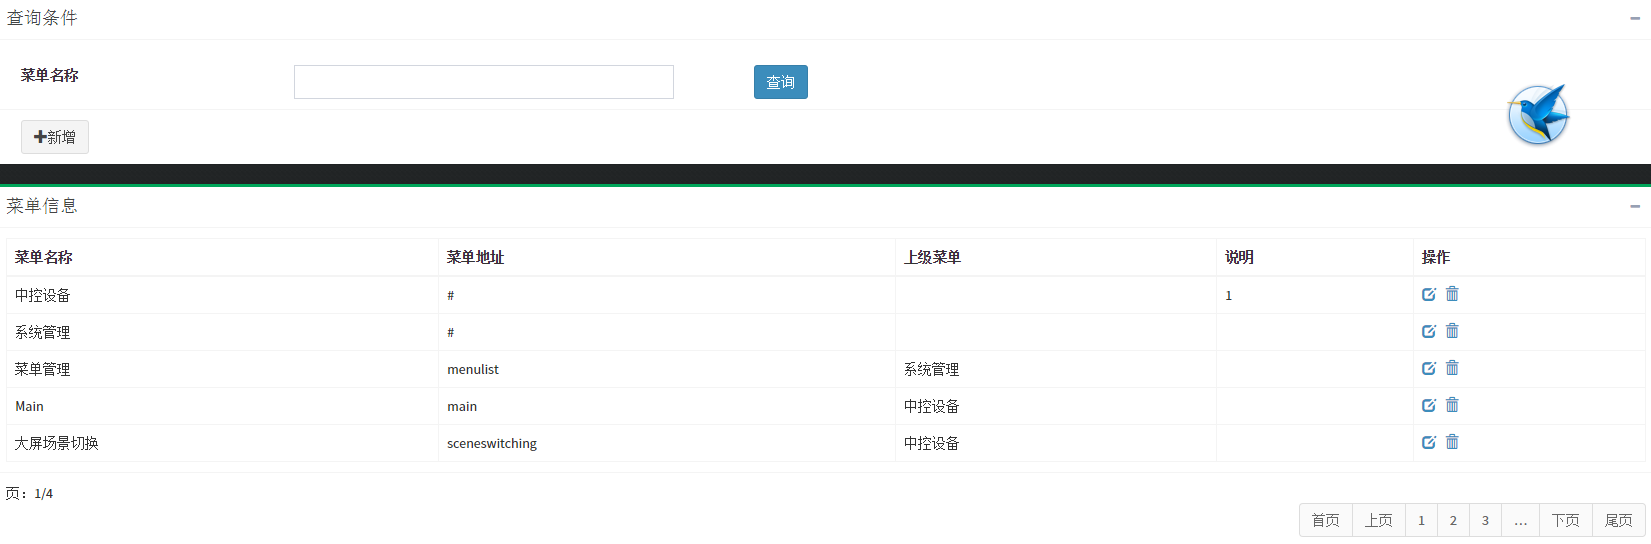 查询条件
菜单名称 查询
新增
菜单信息
菜单名称 菜单地址 上级菜单 说明 操作
中控设备 # 1
系统管理 #
菜单管理 menulist 系统管理
Main main 中控设备
大屏场景切换 sceneswitching 中控设备
页：1/4
首页 上页 1 2 3 ... 下页 尾页